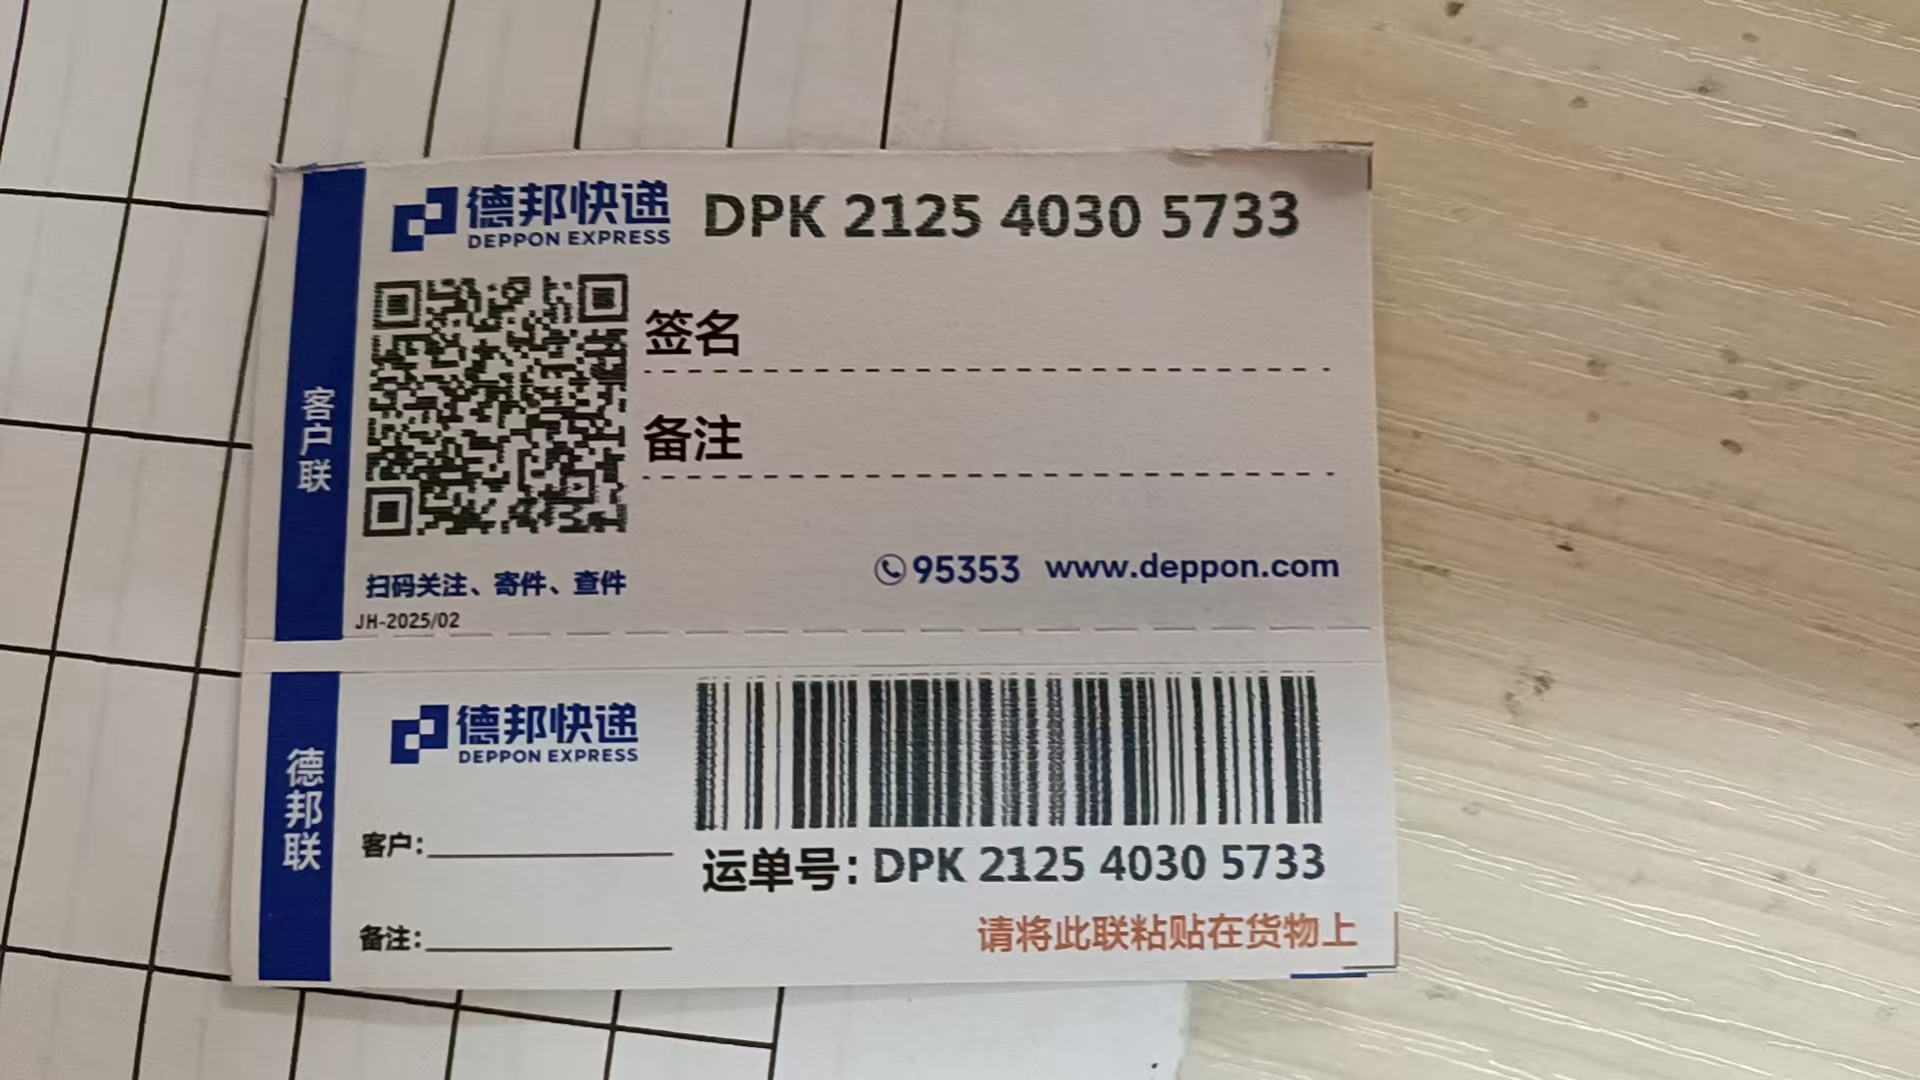 德邦快递 DPK 2125 4030 5733
DEPPON EXPRESS
签名
客户联
备注
95353 www.deppon.com
扫码关注、寄件、查件
JH-2025/02
德邦快递
DEPPON EXPRESS
德邦联
客户:
运单号: DPK 2125 4030 5733
备注:
请将此联粘贴在货物上